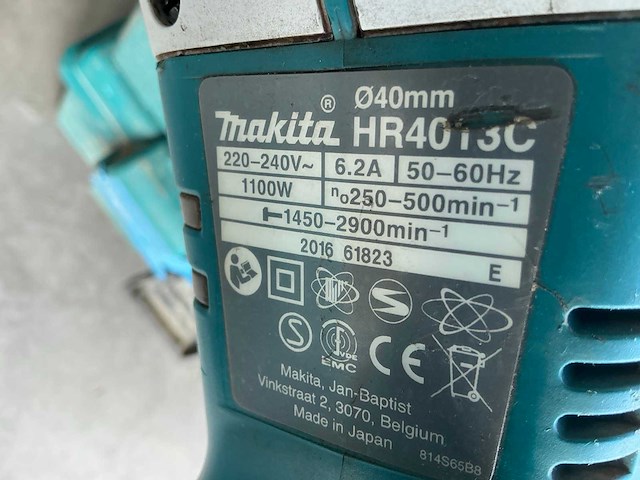 Ø40mm
makita® HR4013C
220-240V~ 6.2A 50-60Hz
1100W n₀250-500min⁻¹
1450-2900min⁻¹
2016 61823 E
S
VDE
EMC
CE
Makita, Jan-Baptist
Vinkstraat 2, 3070, Belgium
Made in Japan
814S65B8